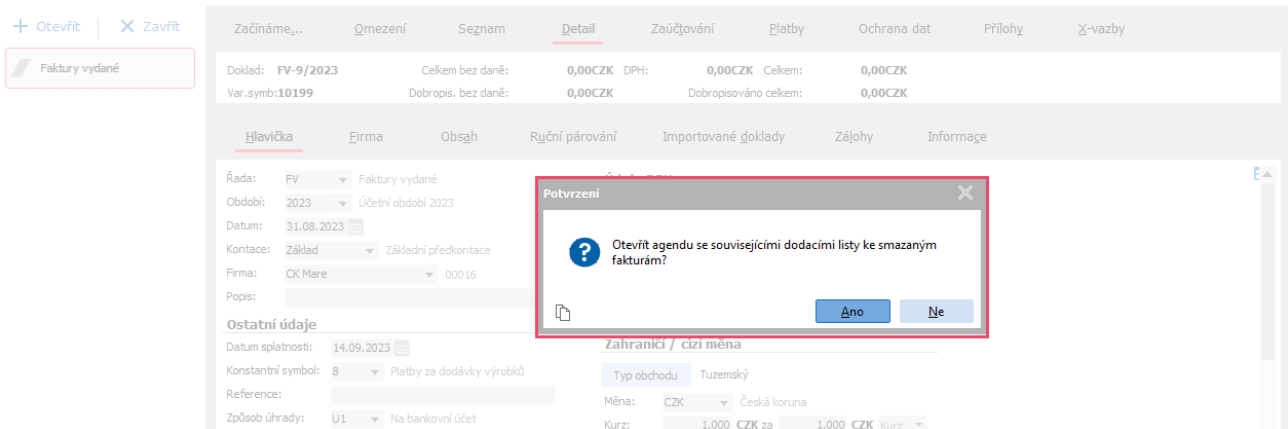 Otevřít
Zavřít
Faktury vydané
Začínáme,.. Omezení Seznam Detail Zaúčtování Platby Ochrana dat Přílohy X-vazby
Doklad: FV-9/2023 Celkem bez daně: 0,00CZK DPH: 0,00CZK Celkem: 0,00CZK
Var.symb:10199 Dobropis. bez daně: 0,00CZK Dobropisováno celkem: 0,00CZK
Hlavička Firma Obsah Ruční párování Importované doklady Zálohy Informace
Řada: FV Faktury vydané
Období: 2023 Účetní období 2023
Datum: 31.08.2023
Kontace: Základ Základní předkontace
Firma: CK Mare 00016
Popis:
Ostatní údaje
Datum splatnosti: 14.09.2023
Konstantní symbol: 8 Platby za dodávky výrobků
Reference:
Způsob úhrady: U1 Na bankovní účet
Potvrzení
Otevřít agendu se souvisejícími dodacími listy ke smazaným
fakturám?
Ano Ne
Zahraničí / cizí měna
Typ obchodu Tuzemský
Měna: CZK Česká koruna
Kurz: 1.000 CZK za 1.000 CZK Kurz